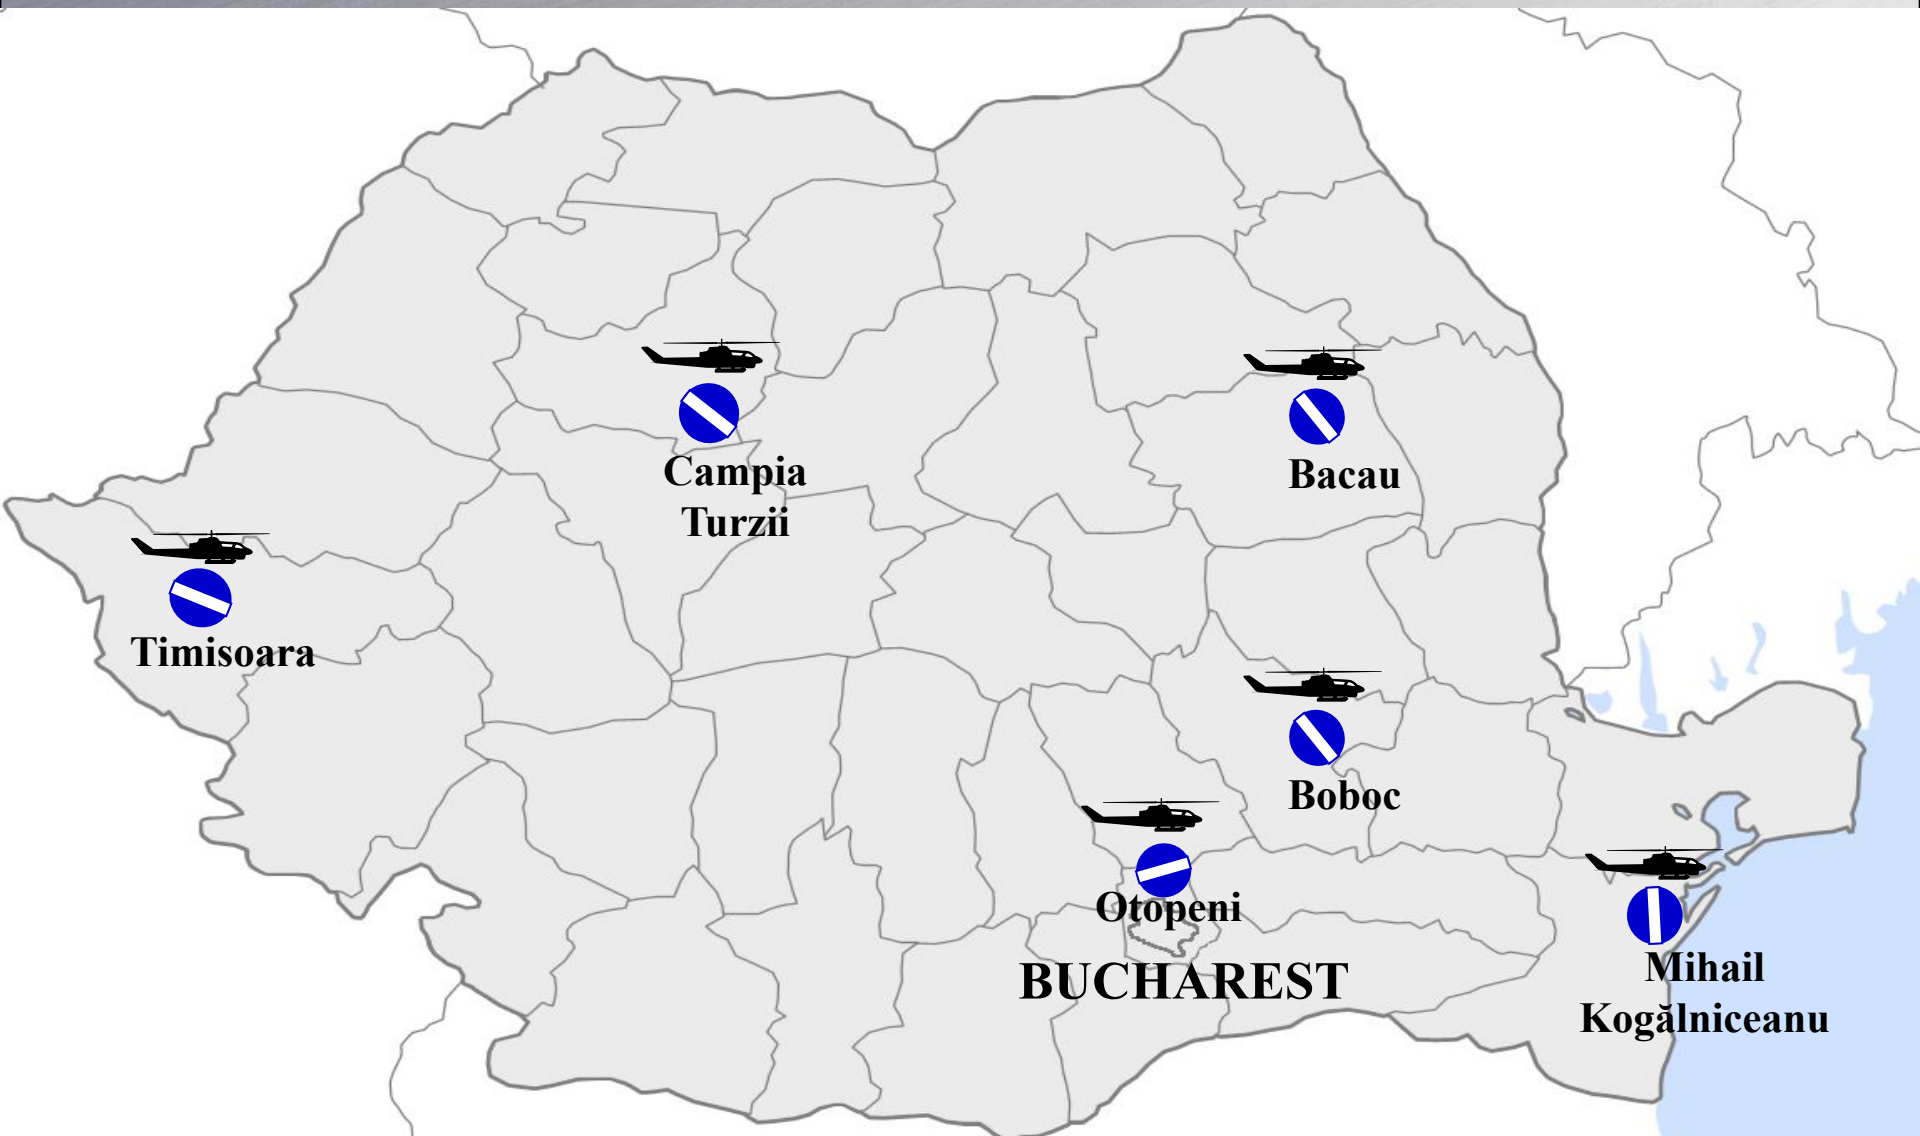 Campia
Turzii
Bacau
Timisoara
Boboc
Otopeni
BUCHAREST
Mihail
Kogălniceanu